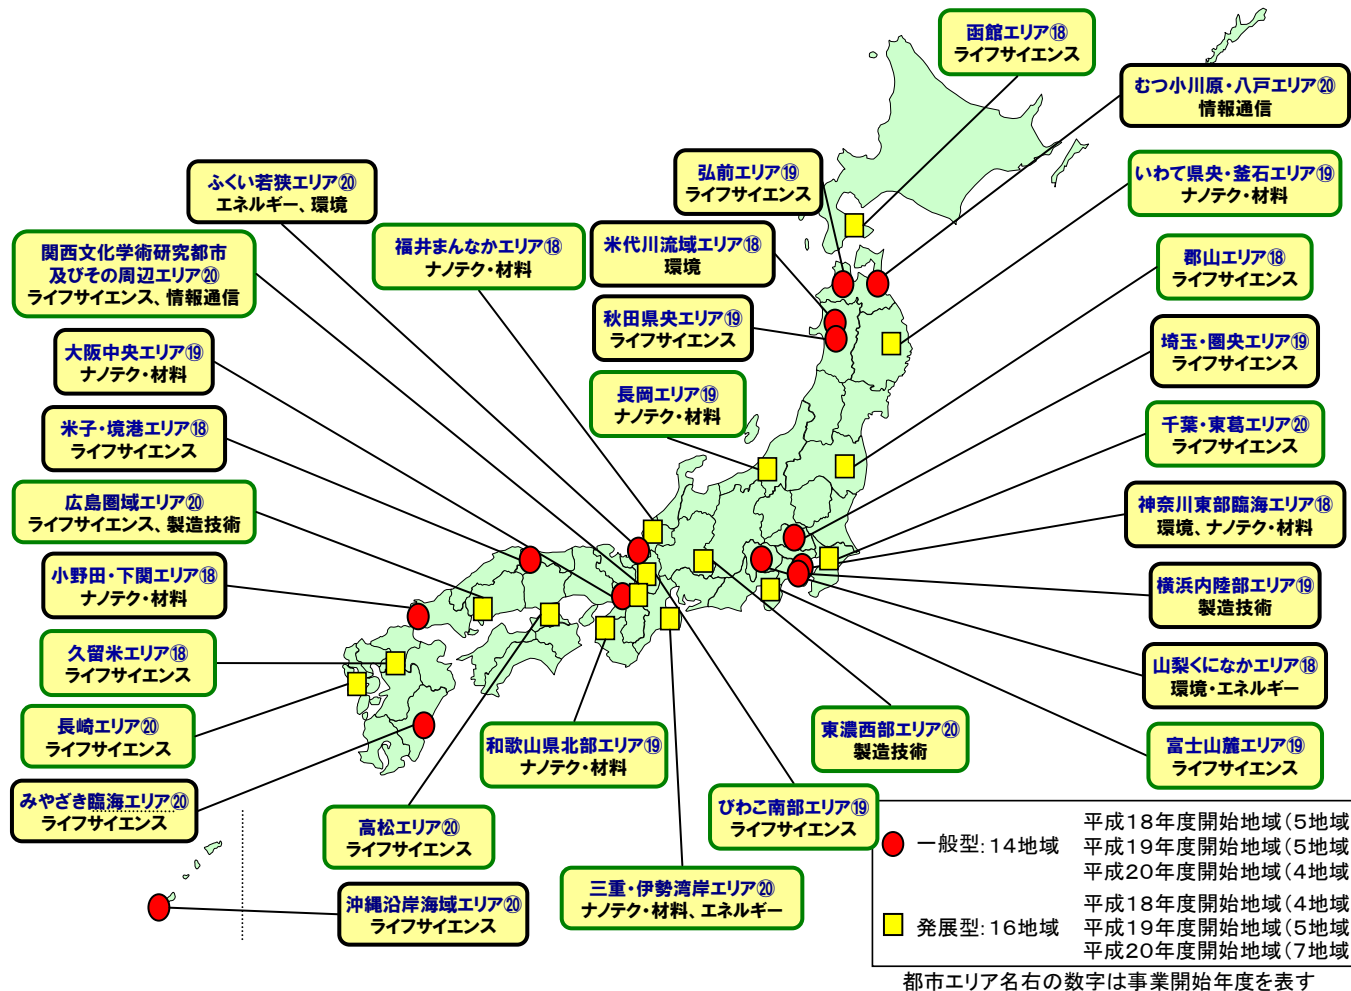 函館エリア⑱
ライフサイエンス
むつ小川原・八戸エリア⑳
情報通信
弘前エリア⑲
ライフサイエンス
いわて県央・釜石エリア⑲
ナノテク・材料
ふくい若狭エリア⑳
エネルギー、環境
福井まんなかエリア⑱
ナノテク・材料
米代川流域エリア⑱
環境
関西文化学術研究都市
及びその周辺エリア⑳
ライフサイエンス、情報通信
郡山エリア⑱
ライフサイエンス
秋田県央エリア⑲
ライフサイエンス
埼玉・圏央エリア⑲
ライフサイエンス
大阪中央エリア⑲
ナノテク・材料
長岡エリア⑲
ナノテク・材料
千葉・東葛エリア⑳
ライフサイエンス
米子・境港エリア⑱
ライフサイエンス
広島圏域エリア⑳
ライフサイエンス、製造技術
神奈川東部臨海エリア⑱
環境、ナノテク・材料
小野田・下関エリア⑱
ナノテク・材料
横浜内陸部エリア⑲
製造技術
久留米エリア⑱
ライフサイエンス
山梨くになかエリア⑱
環境・エネルギー
長崎エリア⑳
ライフサイエンス
和歌山県北部エリア⑲
ナノテク・材料
東濃西部エリア⑳
製造技術
富士山麓エリア⑲
ライフサイエンス
みやざき臨海エリア⑳
ライフサイエンス
高松エリア⑳
ライフサイエンス
びわこ南部エリア⑲
ライフサイエンス
沖縄沿岸海域エリア⑳
ライフサイエンス
三重・伊勢湾岸エリア⑳
ナノテク・材料、エネルギー
一般型：14地域
平成18年度開始地域（5地域
平成19年度開始地域（5地域
平成20年度開始地域（4地域
発展型：16地域
平成18年度開始地域（4地域
平成19年度開始地域（5地域
平成20年度開始地域（7地域
都市エリア名右の数字は事業開始年度を表す